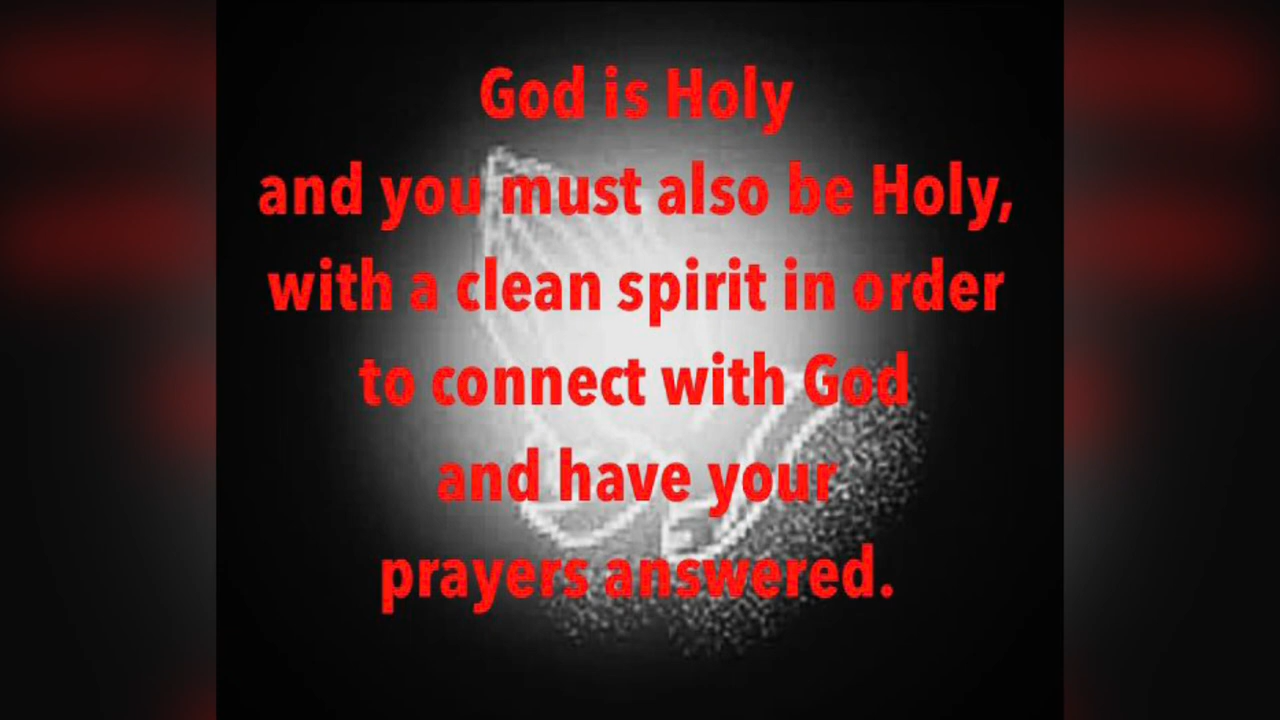 God is Holy
and you must also be Holy,
with a clean spirit in order
to connect with God
and have your
prayers answered.